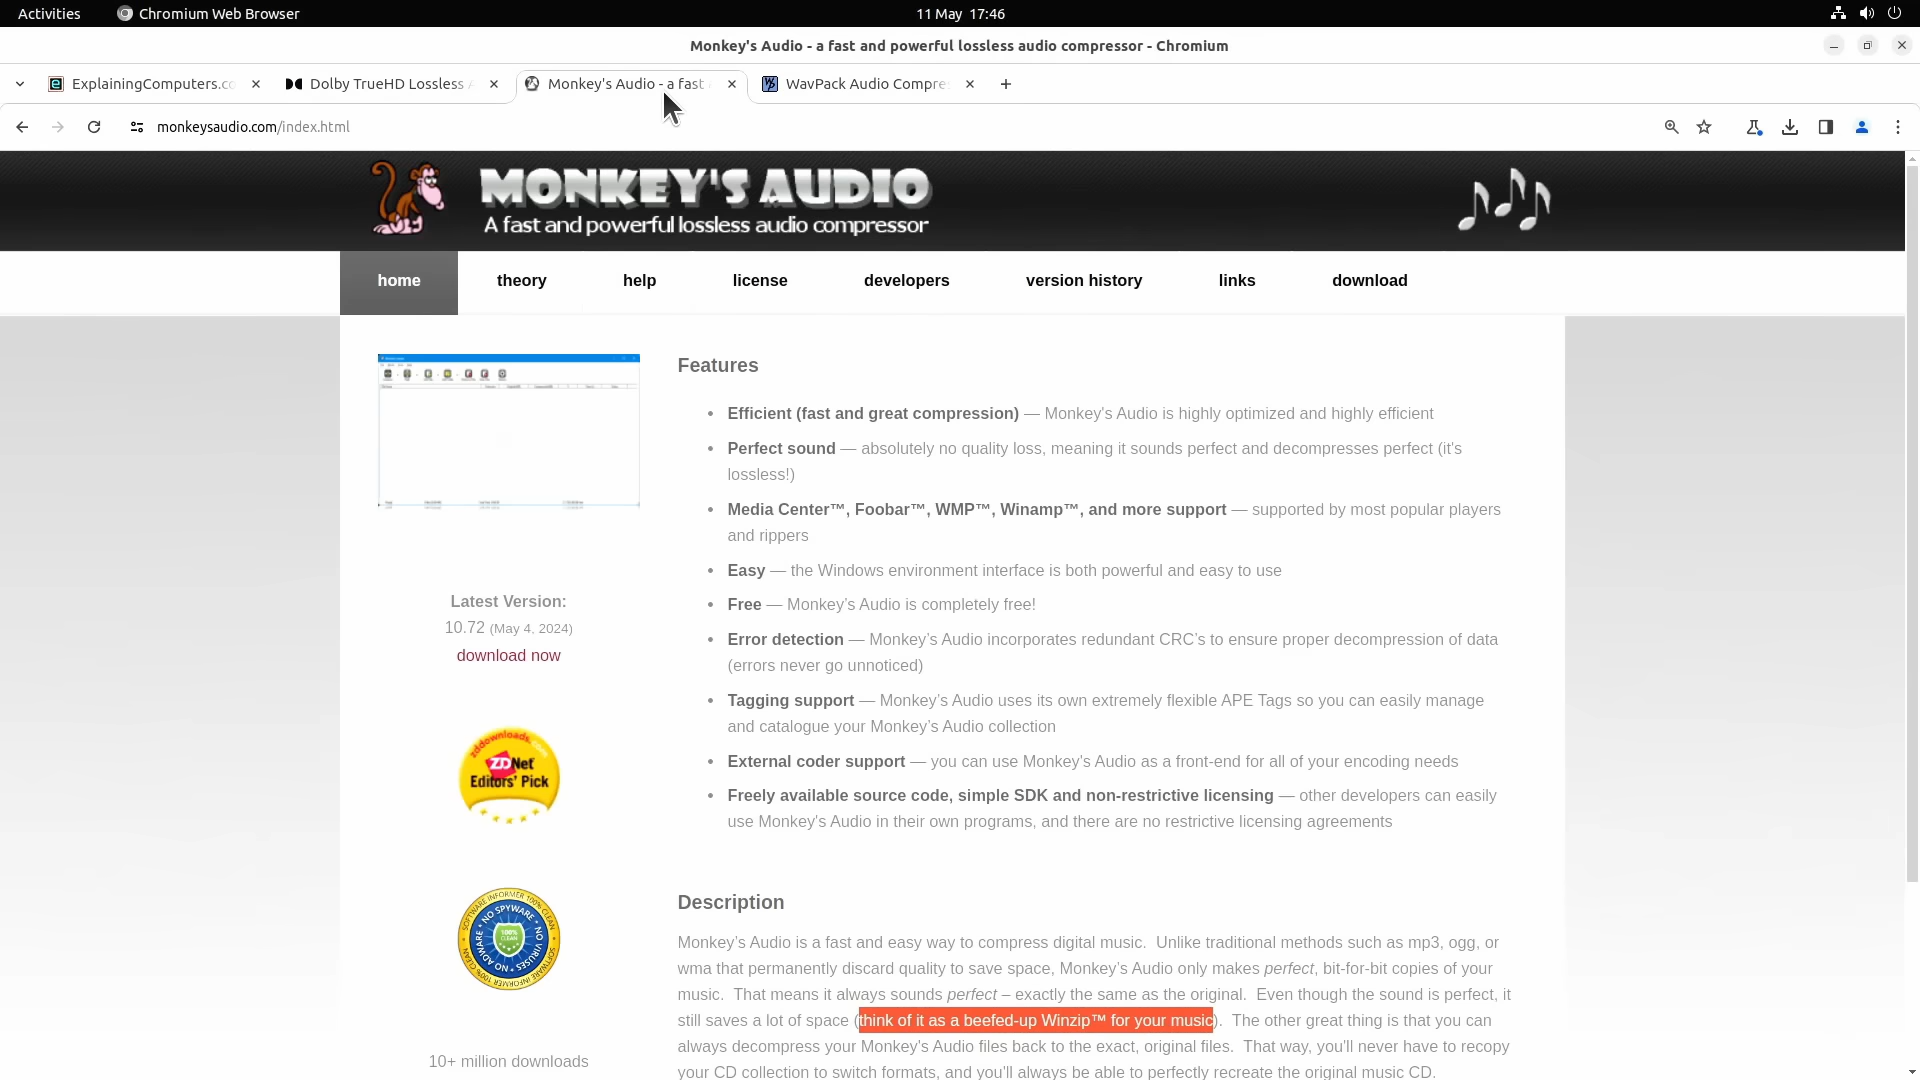 Activities
Chromium Web Browser
11 May 17:46
Monkey's Audio - a fast and powerful lossless audio compressor - Chromium
ExplainingComputers.co
Dolby TrueHD Lossless A
Monkey's Audio - a fast
WavPack Audio Compre
monkeysaudio.com/index.html
MONKEY'S AUDIO
A fast and powerful lossless audio compressor
home
theory
help
license
developers
version history
links
download
Features
• Efficient (fast and great compression) — Monkey's Audio is highly optimized and highly efficient
• Perfect sound — absolutely no quality loss, meaning it sounds perfect and decompresses perfect (it's
lossless!)
• Media Center™, Foobar™, WMP™, Winamp™, and more support — supported by most popular players
and rippers
• Easy — the Windows environment interface is both powerful and easy to use
• Free — Monkey's Audio is completely free!
• Error detection — Monkey's Audio incorporates redundant CRC's to ensure proper decompression of data
(errors never go unnoticed)
• Tagging support — Monkey's Audio uses its own extremely flexible APE Tags so you can easily manage
and catalogue your Monkey's Audio collection
• External coder support — you can use Monkey's Audio as a front-end for all of your encoding needs
• Freely available source code, simple SDK and non-restrictive licensing — other developers can easily
use Monkey's Audio in their own programs, and there are no restrictive licensing agreements
Latest Version:
10.72 (May 4, 2024)
download now
zddownloads.com
ZDNet
Editors' Pick
SOFTWARE INFORMER 100% CLEAN
NO SPYWARE • NO VIRUSES • NO ADWARE
100%
CLEAN
10+ million downloads
Description
Monkey's Audio is a fast and easy way to compress digital music. Unlike traditional methods such as mp3, ogg, or
wma that permanently discard quality to save space, Monkey's Audio only makes perfect, bit-for-bit copies of your
music. That means it always sounds perfect – exactly the same as the original. Even though the sound is perfect, it
still saves a lot of space (think of it as a beefed-up Winzip™ for your music). The other great thing is that you can
always decompress your Monkey's Audio files back to the exact, original files. That way, you'll never have to recopy
your CD collection to switch formats, and you'll always be able to perfectly recreate the original music CD.